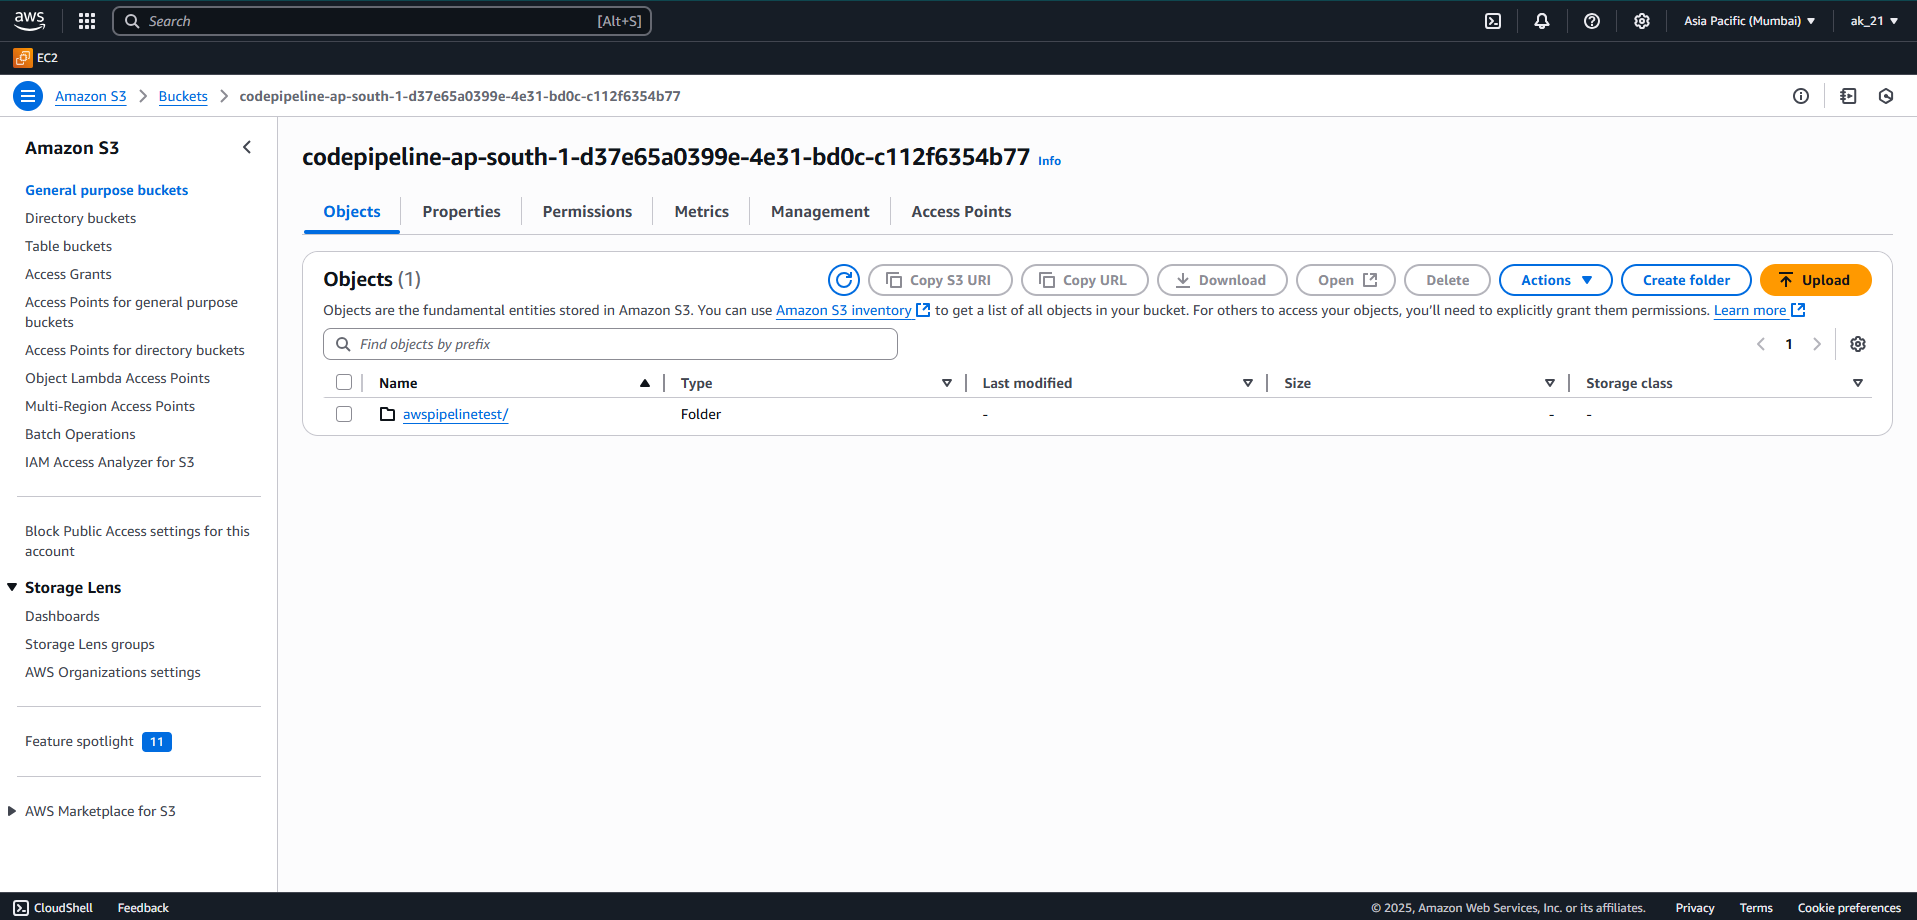 aws
Search [Alt+S]
Asia Pacific (Mumbai)
ak_21
EC2
Amazon S3
Buckets
codepipeline-ap-south-1-d37e65a0399e-4e31-bd0c-c112f6354b77
Amazon S3
General purpose buckets
Directory buckets
Table buckets
Access Grants
Access Points for general purpose
buckets
Access Points for directory buckets
Object Lambda Access Points
Multi-Region Access Points
Batch Operations
IAM Access Analyzer for S3
Block Public Access settings for this
account
Storage Lens
Dashboards
Storage Lens groups
AWS Organizations settings
Feature spotlight 11
AWS Marketplace for S3
codepipeline-ap-south-1-d37e65a0399e-4e31-bd0c-c112f6354b77 Info
Objects Properties Permissions Metrics Management Access Points
Objects (1)
Copy S3 URI Copy URL Download Open Delete Actions Create folder Upload
Objects are the fundamental entities stored in Amazon S3. You can use Amazon S3 inventory to get a list of all objects in your bucket. For others to access your objects, you'll need to explicitly grant them permissions. Learn more
Find objects by prefix
1
Name Type Last modified Size Storage class
awspipelinetest/ Folder - - -
CloudShell Feedback
© 2025, Amazon Web Services, Inc. or its affiliates. Privacy Terms Cookie preferences